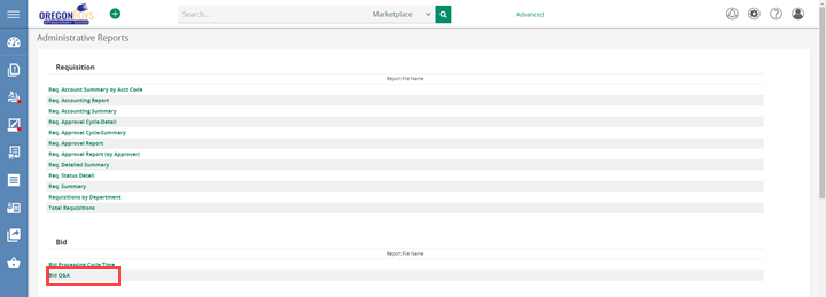 OREGONBUYS
Search...
Marketplace
Advanced
Administrative Reports
Requisition
Report File Name
Req. Account Summary by Acct Code
Req. Accounting Report
Req. Accounting Summary
Req. Approval Cycle-Detail
Req. Approval Cycle-Summary
Req. Approval Report
Req. Approval Report (by Approver)
Req. Detailed Summary
Req. Status Detail
Req. Summary
Requisitions by Department
Total Requisitions
Bid
Report File Name
Bid Processing Cycle Time
Bid Q&A